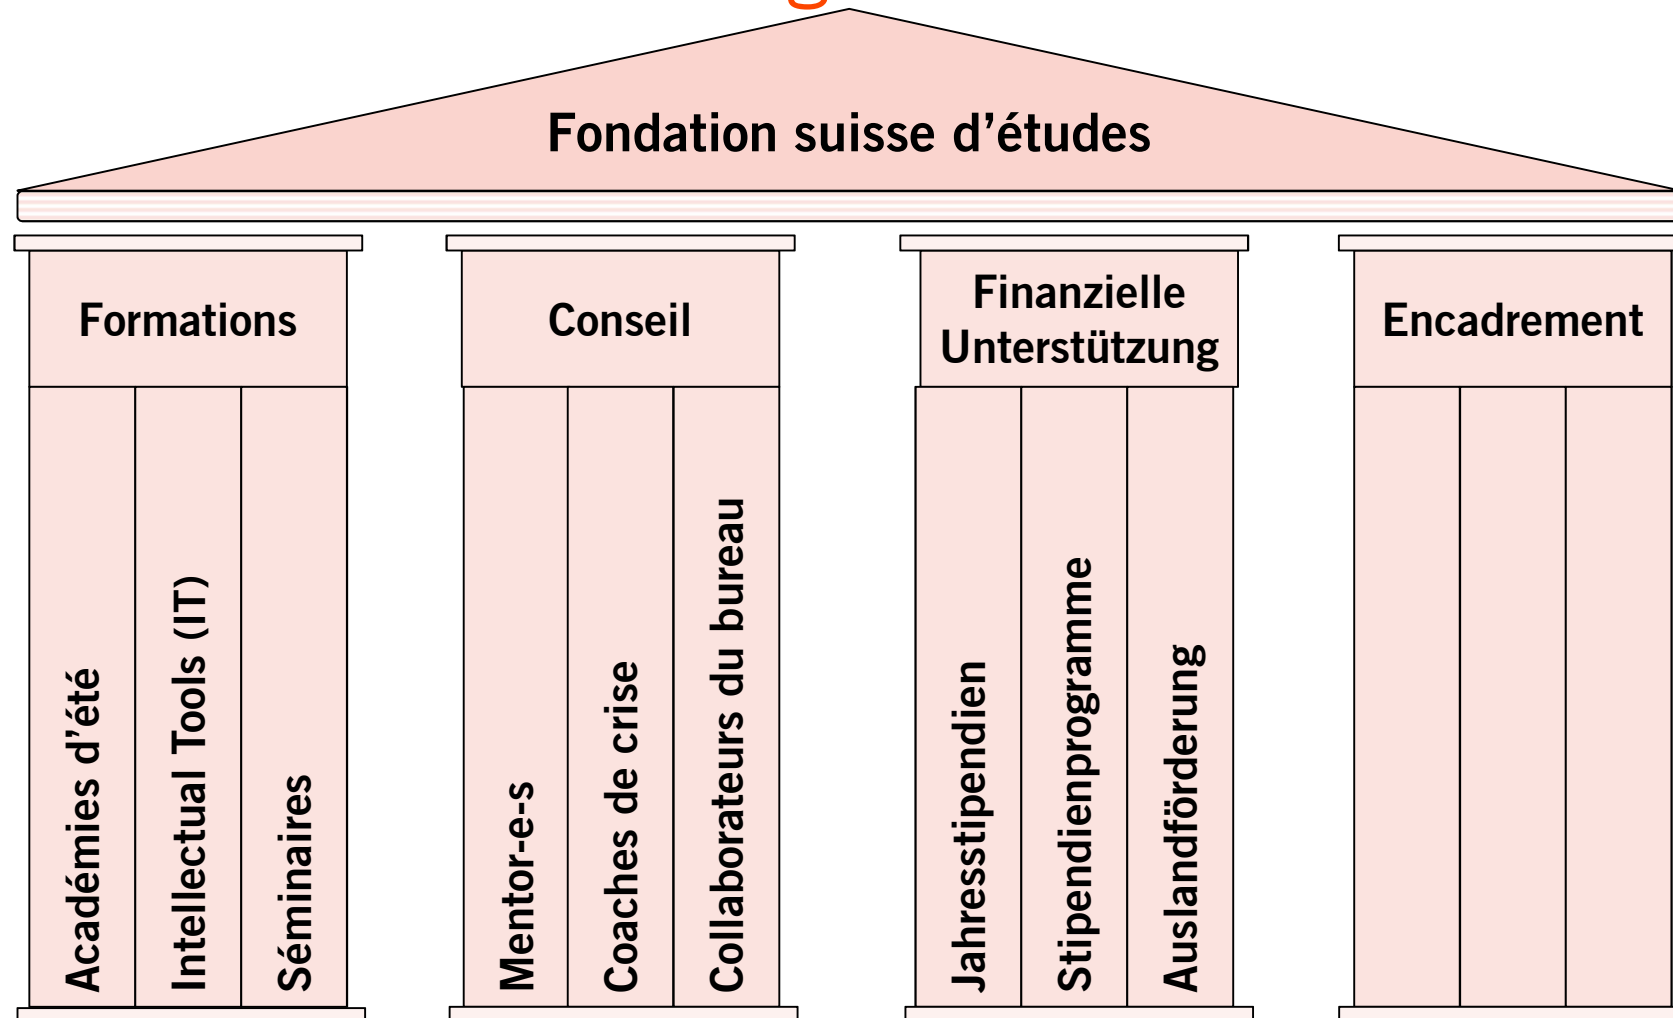 Fondation suisse d’études
Formations
Académies d’été
Intellectual Tools (IT)
Séminaires
Conseil
Mentor-e-s
Coaches de crise
Collaborateurs du bureau
Finanzielle
Unterstützung
Jahresstipendien
Stipendienprogramme
Auslandförderung
Encadrement